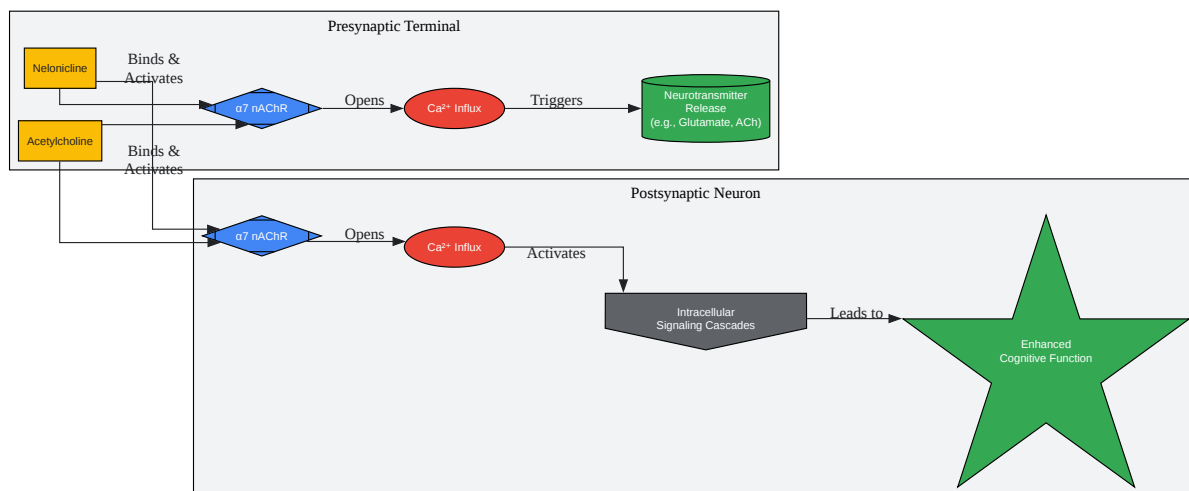 Presynaptic Terminal
Nelonicline
Binds &
Activates
α7 nAChR
Opens
Ca²⁺ Influx
Triggers
Neurotransmitter
Release
(e.g., Glutamate, ACh)
Acetylcholine
Binds &
Activates
Postsynaptic Neuron
α7 nAChR
Opens
Ca²⁺ Influx
Activates
Intracellular
Signaling Cascades
Leads to
Enhanced
Cognitive Function